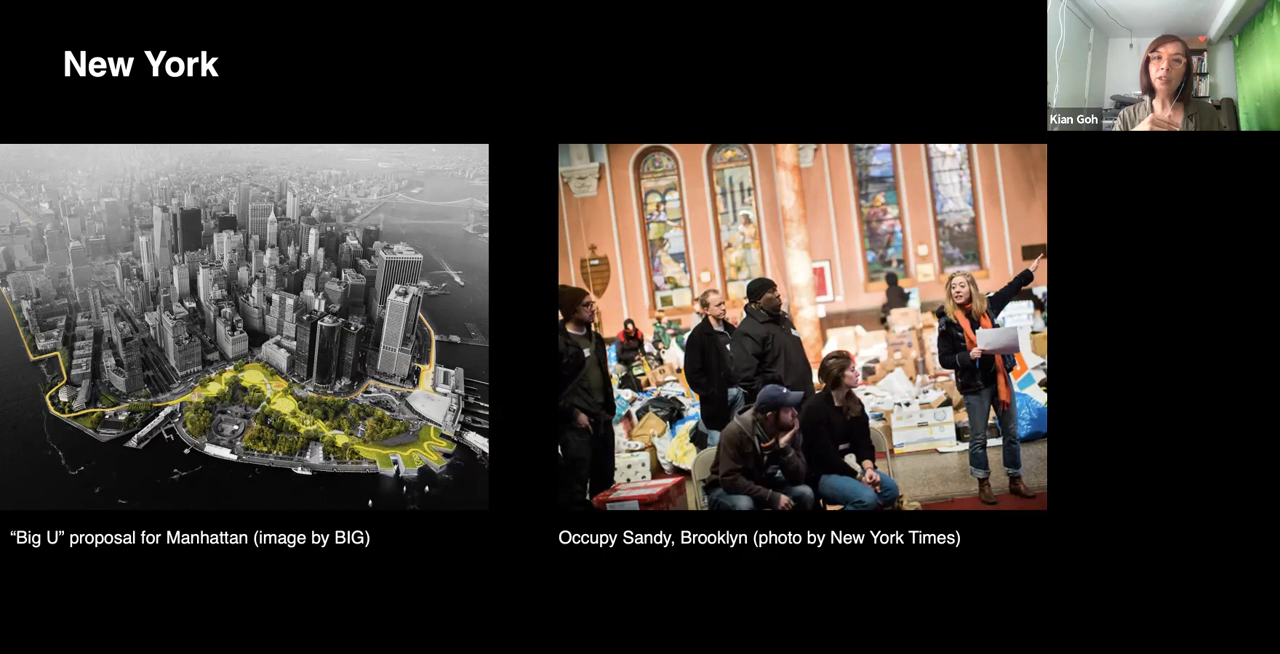 New York
Kian Goh
“Big U” proposal for Manhattan (image by BIG)
Occupy Sandy, Brooklyn (photo by New York Times)